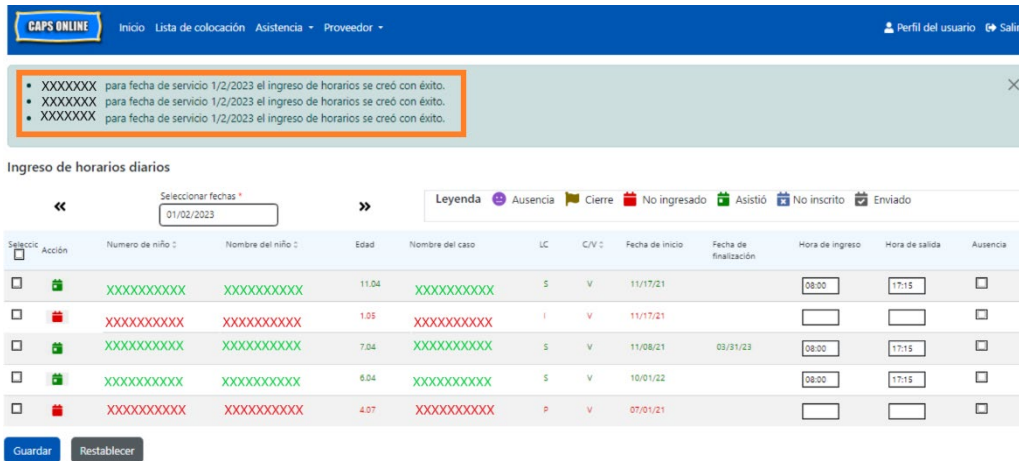 CAPS ONLINE Inicio Lista de colocación Asistencia Proveedor Perfil del usuario Salir
XXXXXXX para fecha de servicio 1/2/2023 el ingreso de horarios se creó con éxito.
XXXXXXX para fecha de servicio 1/2/2023 el ingreso de horarios se creó con éxito.
XXXXXXX para fecha de servicio 1/2/2023 el ingreso de horarios se creó con éxito.
Ingreso de horarios diarios
Seleccionar fechas *
« 01/02/2023 » Leyenda Ausencia Cierre No ingresado Asistió No inscrito Enviado
Seleccic Acción Numero de niño Nombre del niño Edad Nombre del caso LC C/V Fecha de inicio Fecha de finalización Hora de ingreso Hora de salida Ausencia
XXXXXXXXXX XXXXXXXXXX 11.04 XXXXXXXXXX S V 11/17/21 08:00 17:15
XXXXXXXXXX XXXXXXXXXX 1.05 XXXXXXXXXX I V 11/17/21
XXXXXXXXXX XXXXXXXXXX 7.04 XXXXXXXXXX S V 11/08/21 03/31/23 08:00 17:15
XXXXXXXXXX XXXXXXXXXX 6.04 XXXXXXXXXX S V 10/01/22 08:00 17:15
XXXXXXXXXX XXXXXXXXXX 4.07 XXXXXXXXXX P V 07/01/21
Guardar Restablecer